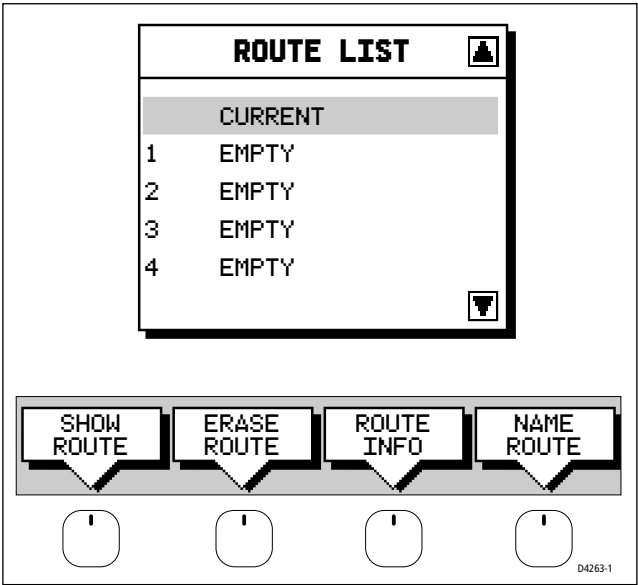 ROUTE LIST
CURRENT
1 EMPTY
2 EMPTY
3 EMPTY
4 EMPTY
SHOW
ROUTE
ERASE
ROUTE
ROUTE
INFO
NAME
ROUTE
D4263-1